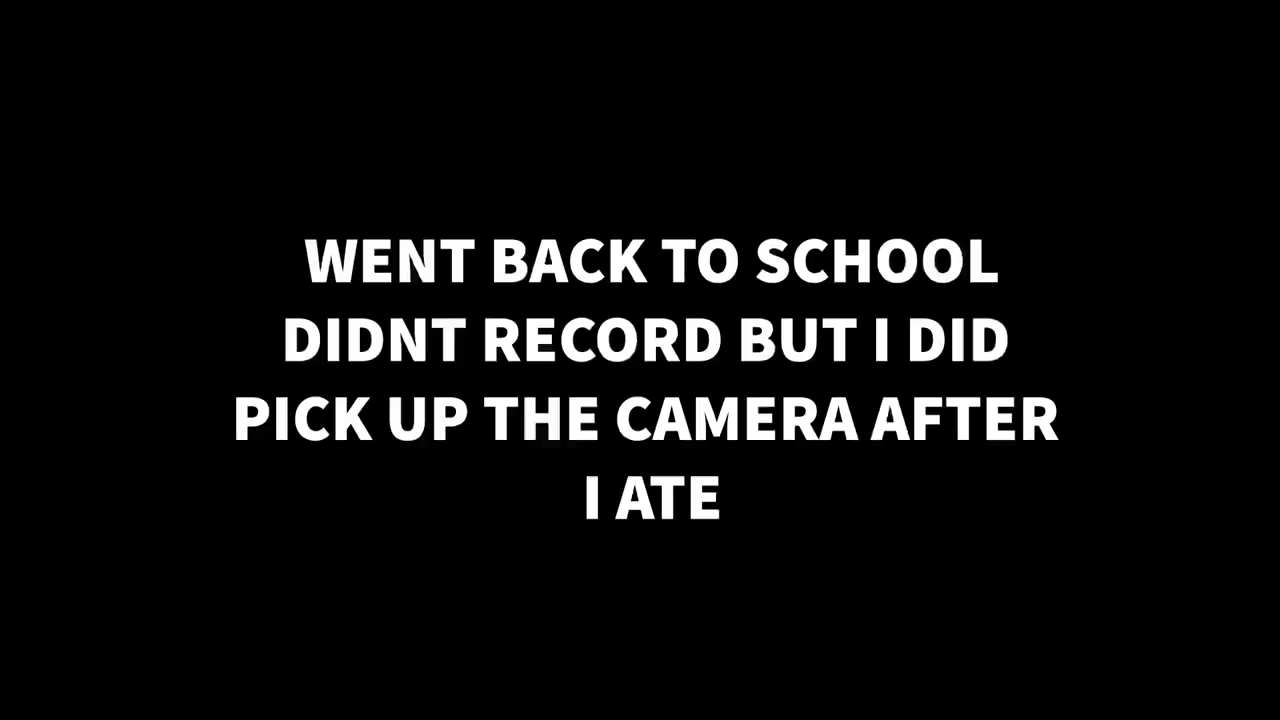 WENT BACK TO SCHOOL
DIDNT RECORD BUT I DID
PICK UP THE CAMERA AFTER
I ATE